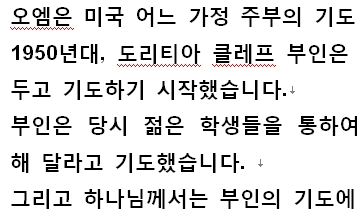 오엠은 미국 어느 가정 주부의 기도
1950년대, 도리티아 클레프 부인은
두고 기도하기 시작했습니다.
부인은 당시 젊은 학생들을 통하여
해 달라고 기도했습니다.
그리고 하나님께서는 부인의 기도에